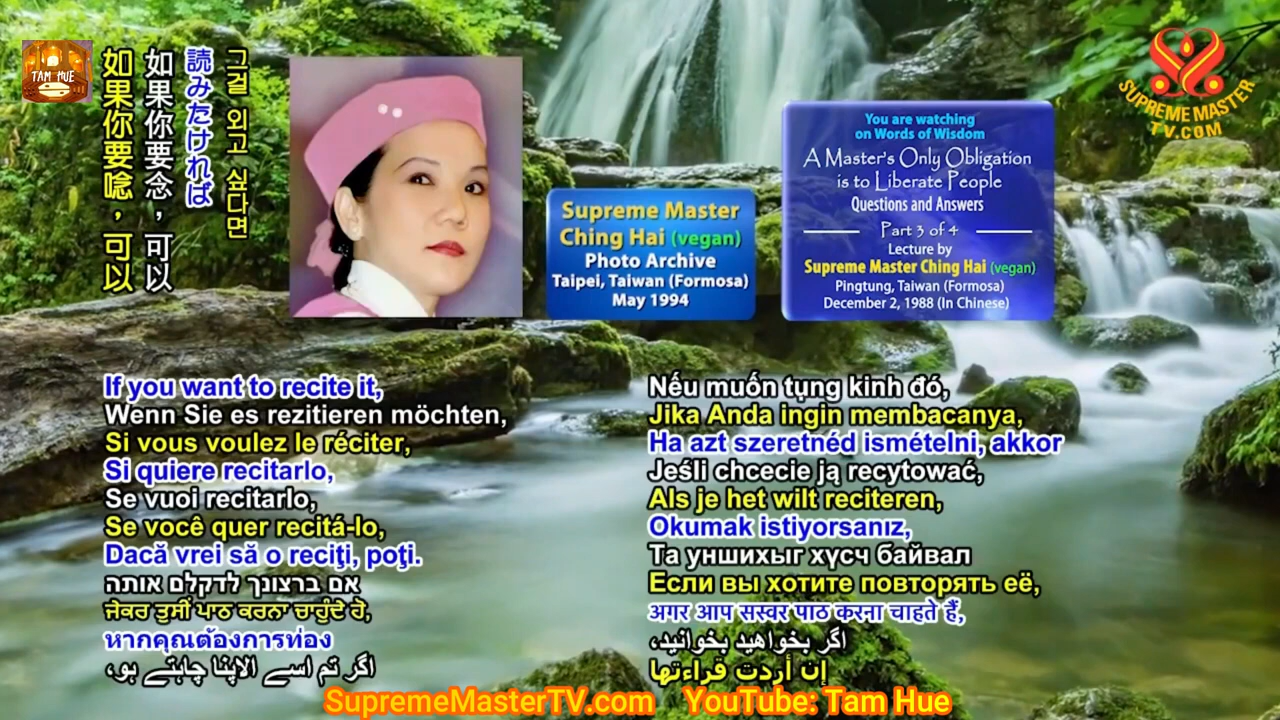 TAM HUE
如果你要唸，可以
如果你要念，可以
読みたければ
그걸 외고 싶다면
SUPREME MASTER
TV.COM
You are watching
on Words of Wisdom
A Master's Only Obligation
is to Liberate People
Questions and Answers
Part 3 of 4
Lecture by
Supreme Master Ching Hai (vegan)
Pingtung, Taiwan (Formosa)
December 2, 1988 (In Chinese)
Supreme Master
Ching Hai (vegan)
Photo Archive
Taipei, Taiwan (Formosa)
May 1994
If you want to recite it,
Wenn Sie es rezitieren möchten,
Si vous voulez le réciter,
Si quiere recitarlo,
Se vuoi recitarlo,
Se você quer recitá-lo,
Dacă vrei să o reciţi, poţi.
אם ברצונך לדקלם אותה
ਜੇਕਰ ਤੁਸੀਂ ਪਾਠ ਕਰਨਾ ਚਾਹੁੰਦੇ ਹੋ,
หากคุณต้องการท่อง
اگر تم اسے الاپنا چاہتے ہو،
Nếu muốn tụng kinh đó,
Jika Anda ingin membacanya,
Ha azt szeretnéd ismételni, akkor
Jeśli chcecie ją recytować,
Als je het wilt reciteren,
Okumak istiyorsanız,
Та уншихыг хүсч байвал
Если вы хотите повторять её,
अगर आप सस्वर पाठ करना चाहते हैं,
اگر بخواهید بخوانید،
إن أردت قراءتها
SupremeMasterTV.com YouTube: Tam Hue